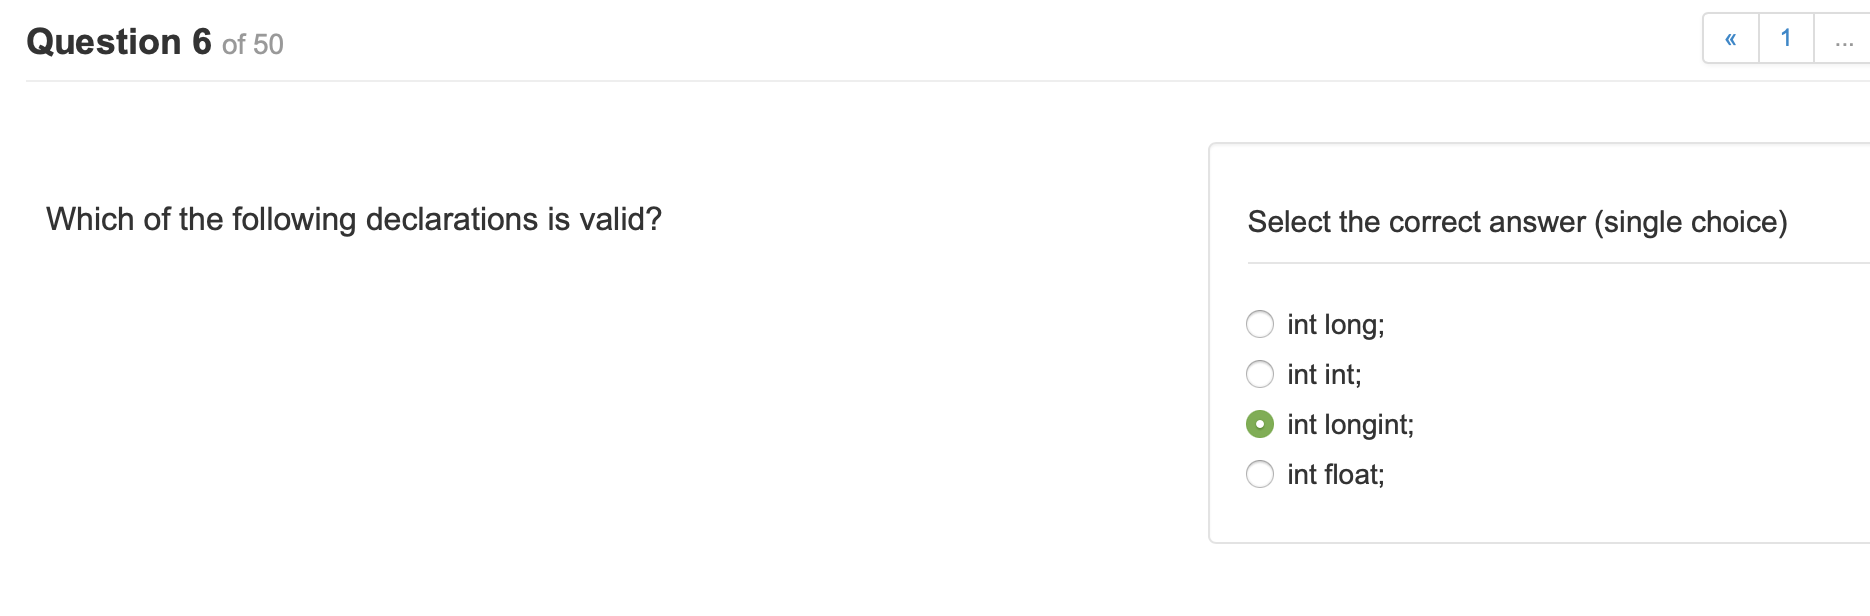 Question 6 of 50
« 1 ...
Which of the following declarations is valid?
Select the correct answer (single choice)
int long;
int int;
int longint;
int float;